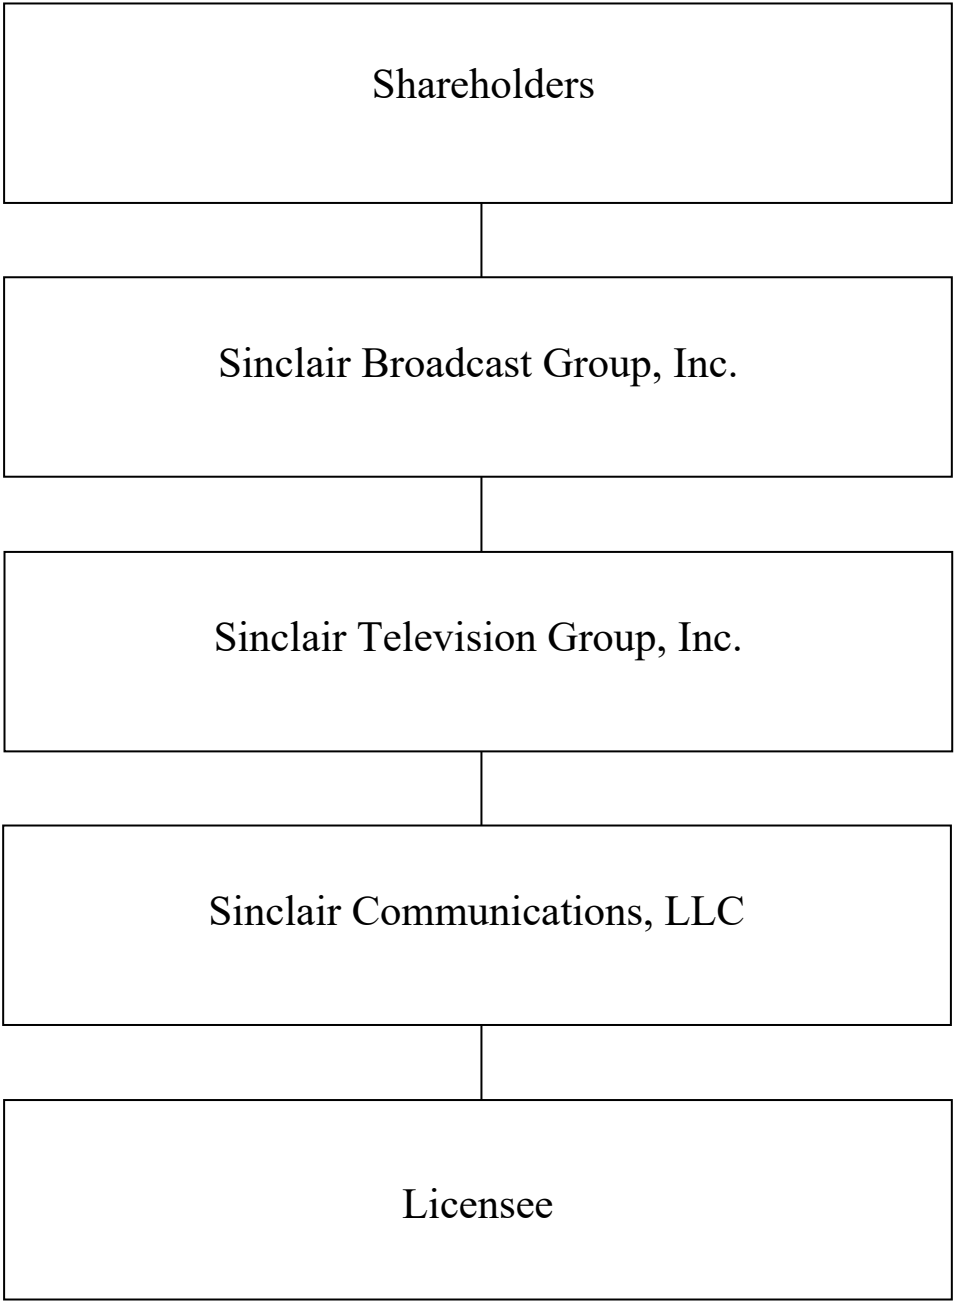 Shareholders
Sinclair Broadcast Group, Inc.
Sinclair Television Group, Inc.
Sinclair Communications, LLC
Licensee